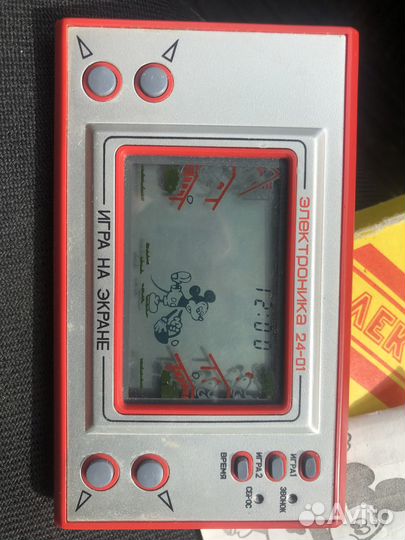 электроника 24-01
12:00
ИГРА НА ЭКРАНЕ
ИГРА 1
ИГРА 2
ВРЕМЯ
ЗВОНОК
СБРОС
ЛЕК
Avito